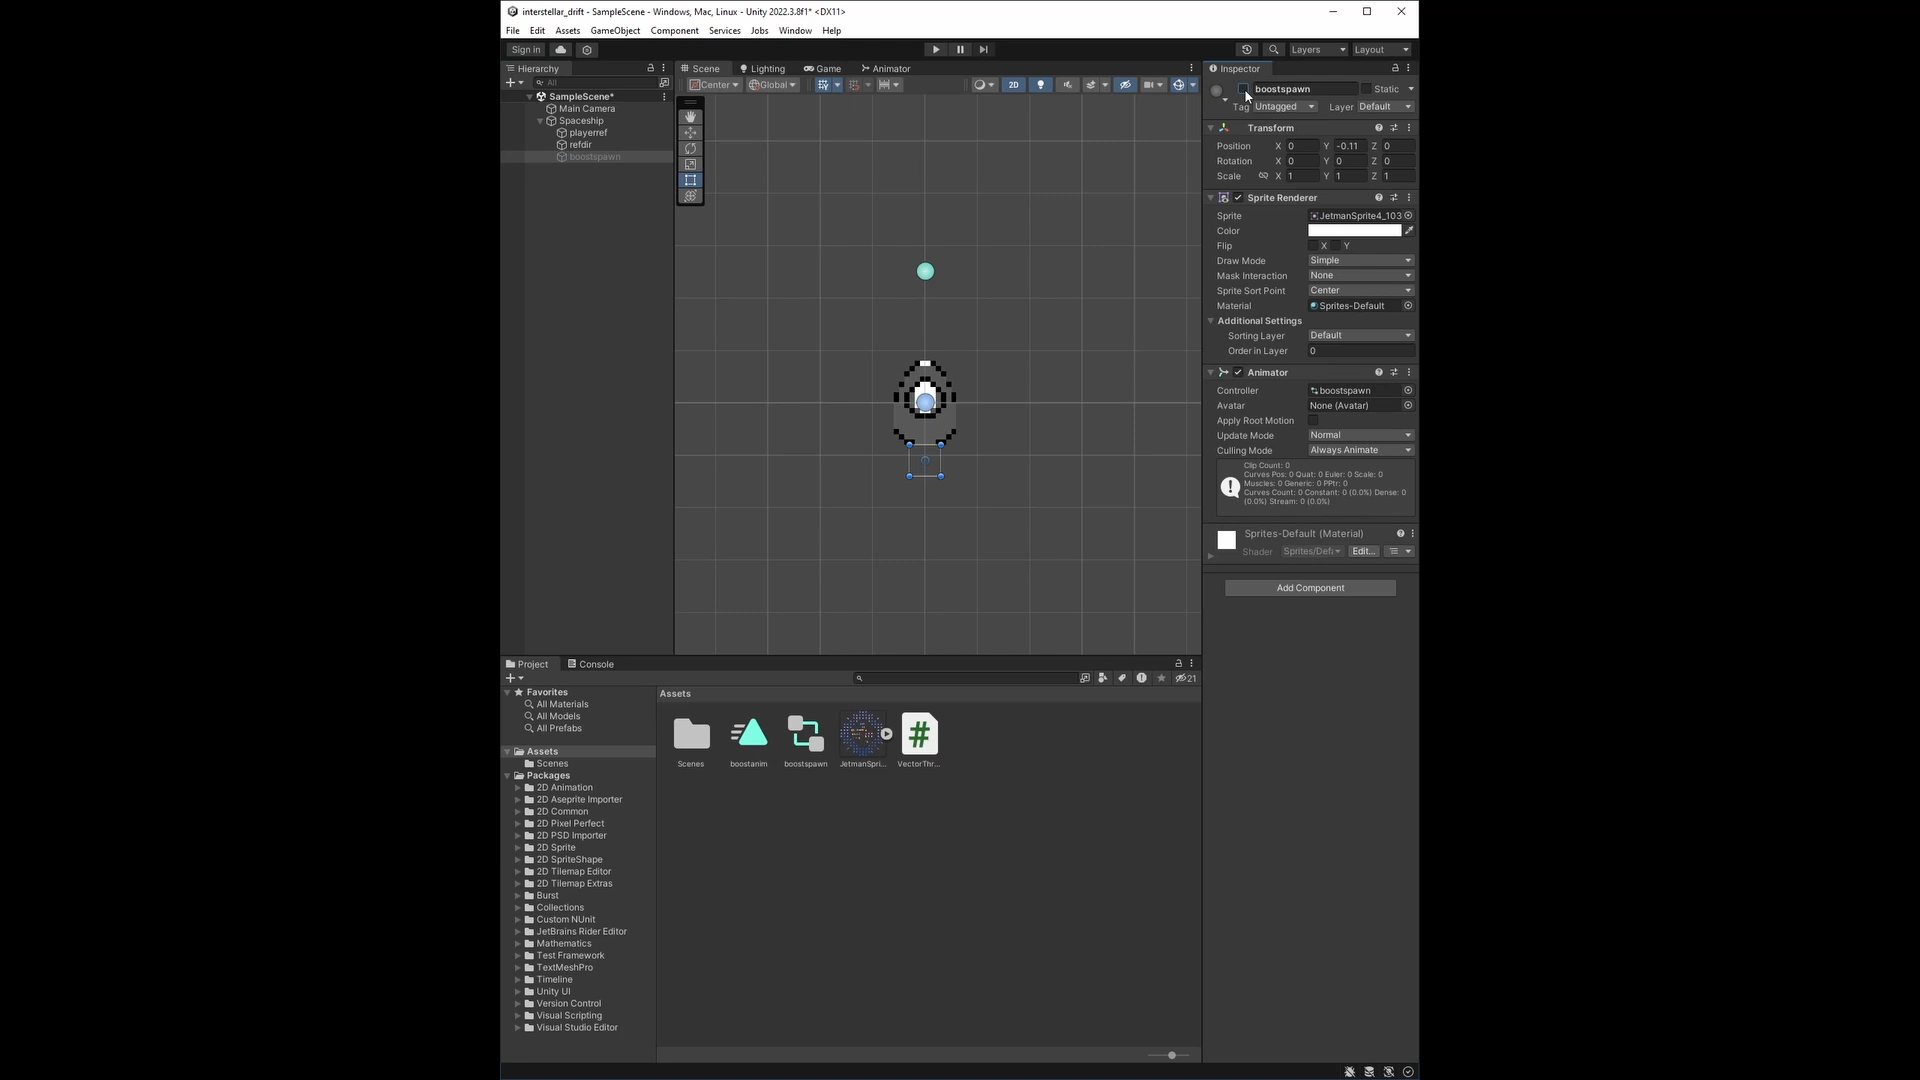 interstellar_drift - SampleScene - Windows, Mac, Linux - Unity 2022.3.8f1* <DX11>
File Edit Assets GameObject Component Services Jobs Window Help
Sign in Layers Layout
Hierarchy
All
SampleScene*
Main Camera
Spaceship
playerref
refdir
boostspawn
Scene Lighting Game Animator
Center Global 2D
Inspector
boostspawn Static
Tag Untagged Layer Default
Transform
Position X 0 Y -0.11 Z 0
Rotation X 0 Y 0 Z 0
Scale X 1 Y 1 Z 1
Sprite Renderer
Sprite JetmanSprite4_103
Color
Flip X Y
Draw Mode Simple
Mask Interaction None
Sprite Sort Point Center
Material Sprites-Default
Additional Settings
Sorting Layer Default
Order in Layer 0
Animator
Controller boostspawn
Avatar None (Avatar)
Apply Root Motion
Update Mode Normal
Culling Mode Always Animate
Clip Count: 0
Curves Pos: 0 Quat: 0 Euler: 0 Scale: 0
Muscles: 0 Generic: 0 PPtr: 0
Curves Count: 0 Constant: 0 (0.0%) Dense: 0
(0.0%) Stream: 0 (0.0%)
Sprites-Default (Material)
Shader Sprites/Defa Edit...
Add Component
Project Console
21
Favorites
All Materials
All Models
All Prefabs
Assets
Scenes
Packages
2D Animation
2D Aseprite Importer
2D Common
2D Pixel Perfect
2D PSD Importer
2D Sprite
2D SpriteShape
2D Tilemap Editor
2D Tilemap Extras
Burst
Collections
Custom NUnit
JetBrains Rider Editor
Mathematics
Test Framework
TextMeshPro
Timeline
Unity UI
Version Control
Visual Scripting
Visual Studio Editor
Assets
Scenes boostanim boostspawn JetmanSpri... VectorThr...